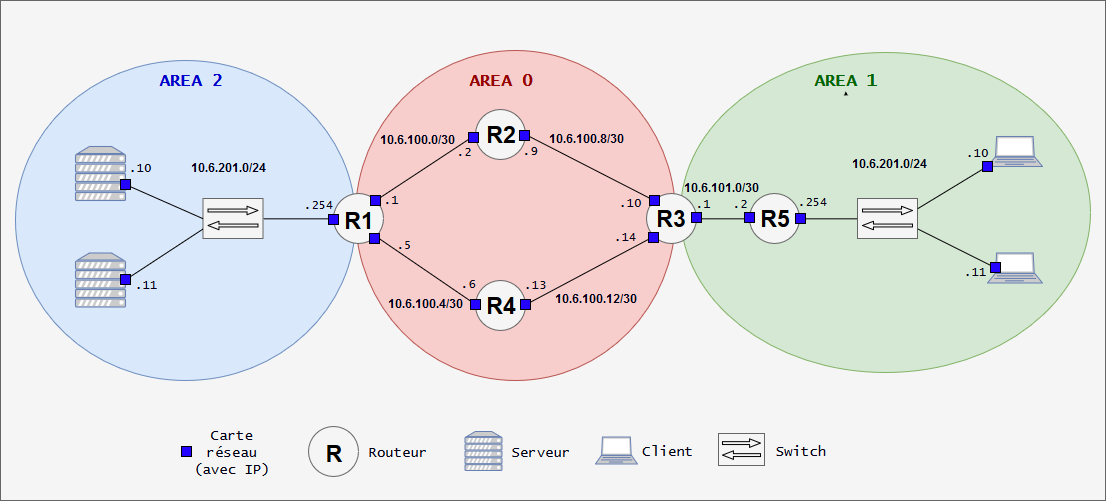 AREA 2
AREA 0
AREA 1
10.6.201.0/24
.10
.11
.254
R1
.1
.5
10.6.100.0/30
.2
R2
.9
10.6.100.8/30
.10
.14
R3
10.6.100.4/30
.6
R4
.13
10.6.100.12/30
10.6.101.0/30
.1
.2
R5
.254
10.6.201.0/24
.10
.11
Carte
réseau
(avec IP)
R
Routeur
Serveur
Client
Switch